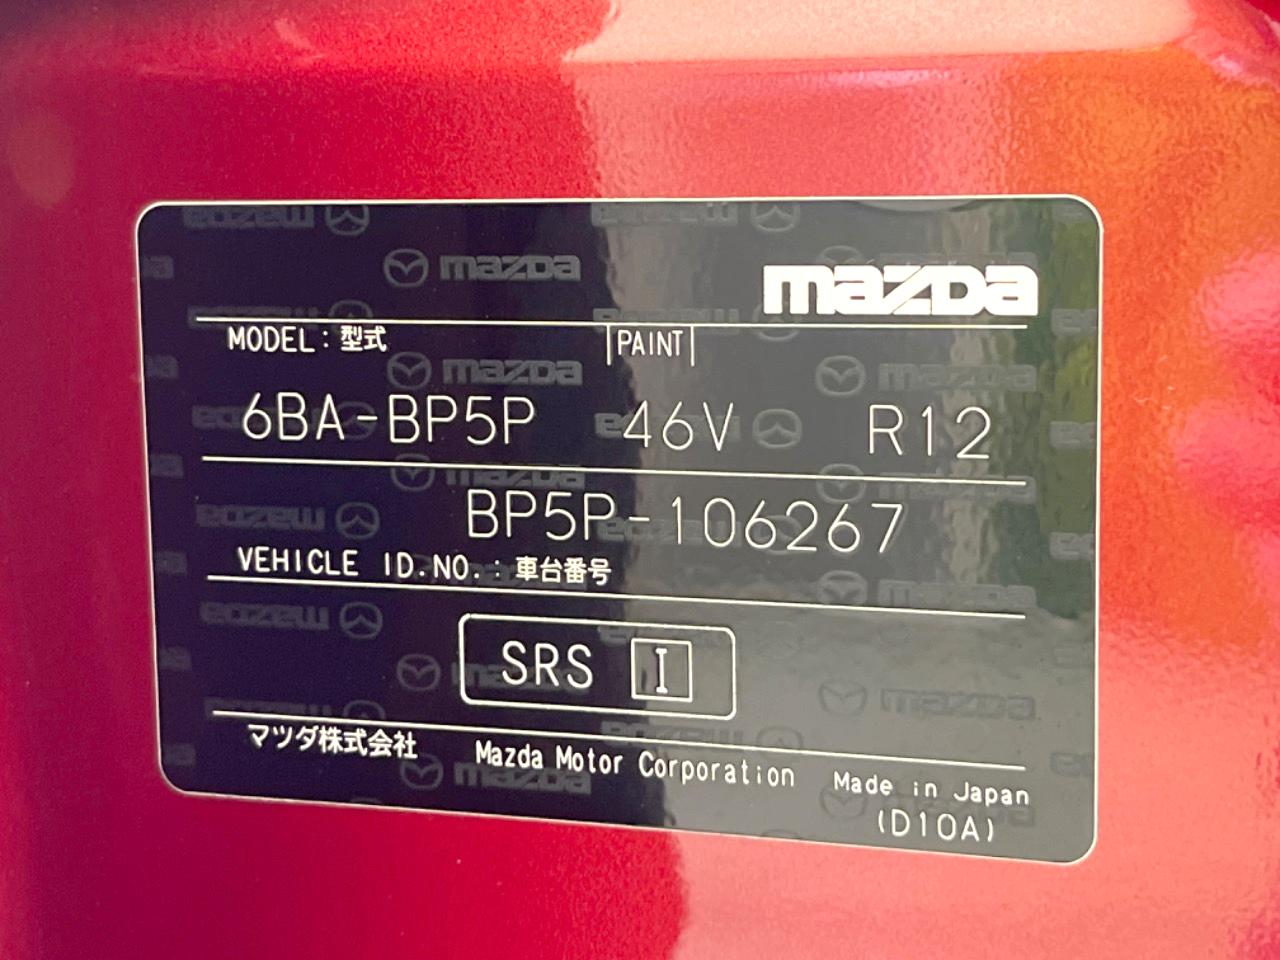 mazda
MODEL：型式 PAINT
6BA-BP5P 46V R12
BP5P-106267
VEHICLE ID.NO.：車台番号
SRS I
マツダ株式会社 Mazda Motor Corporation Made in Japan
(D10A)